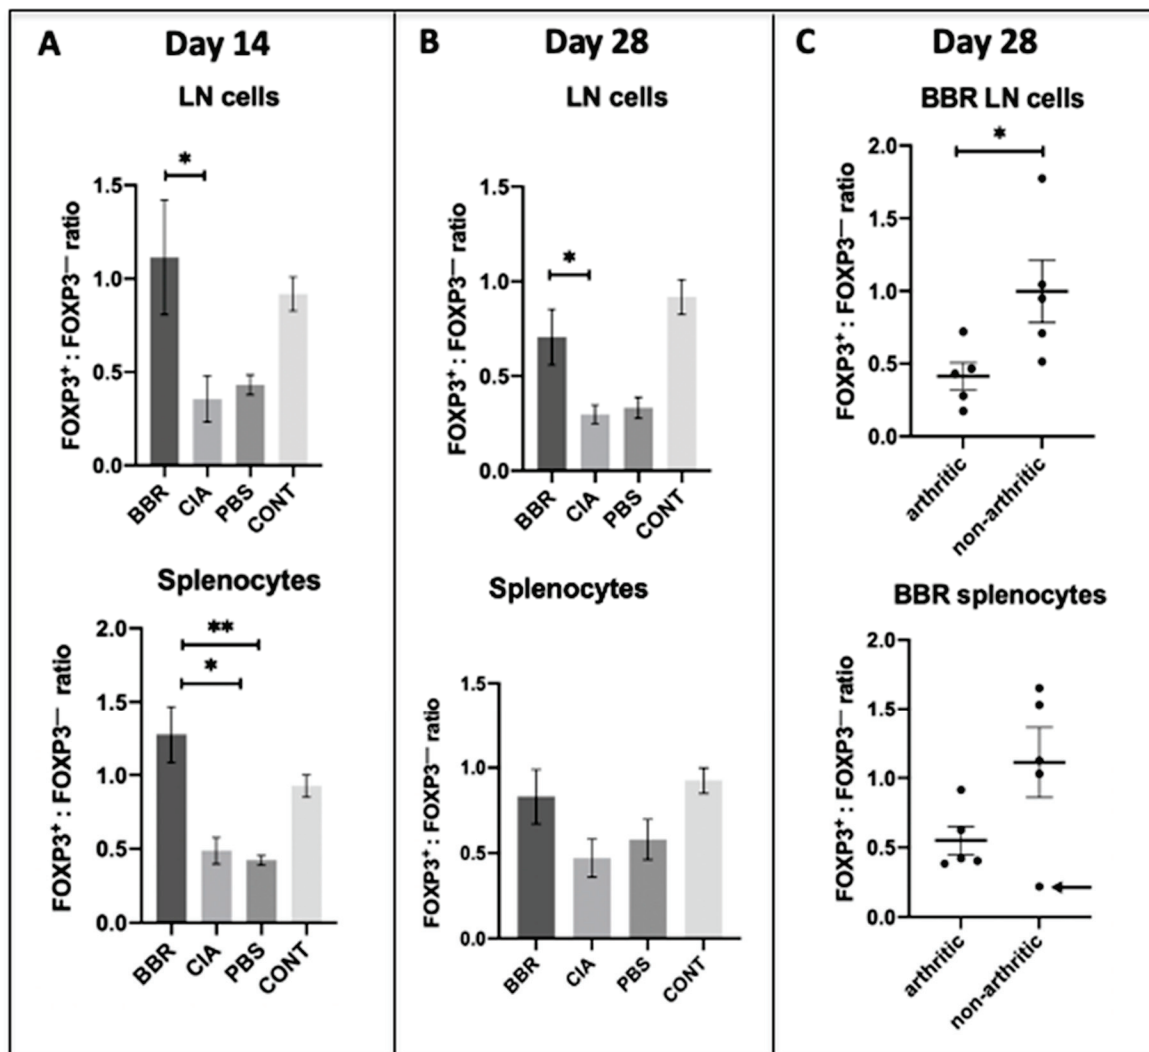 A Day 14
LN cells
*
FOXP3⁺ : FOXP3⁻ ratio
1.5
1.0
0.5
0.0
BBR
CIA
PBS
CONT
Splenocytes
**
*
FOXP3⁺ : FOXP3⁻ ratio
2.0
1.5
1.0
0.5
0.0
BBR
CIA
PBS
CONT
B Day 28
LN cells
*
FOXP3⁺ : FOXP3⁻ ratio
1.5
1.0
0.5
0.0
BBR
CIA
PBS
CONT
Splenocytes
FOXP3⁺ : FOXP3⁻ ratio
1.5
1.0
0.5
0.0
BBR
CIA
PBS
CONT
C Day 28
BBR LN cells
*
FOXP3⁺ : FOXP3⁻ ratio
2.0
1.5
1.0
0.5
0.0
arthritic
non-arthritic
BBR splenocytes
FOXP3⁺ : FOXP3⁻ ratio
2.0
1.5
1.0
0.5
0.0
arthritic
non-arthritic